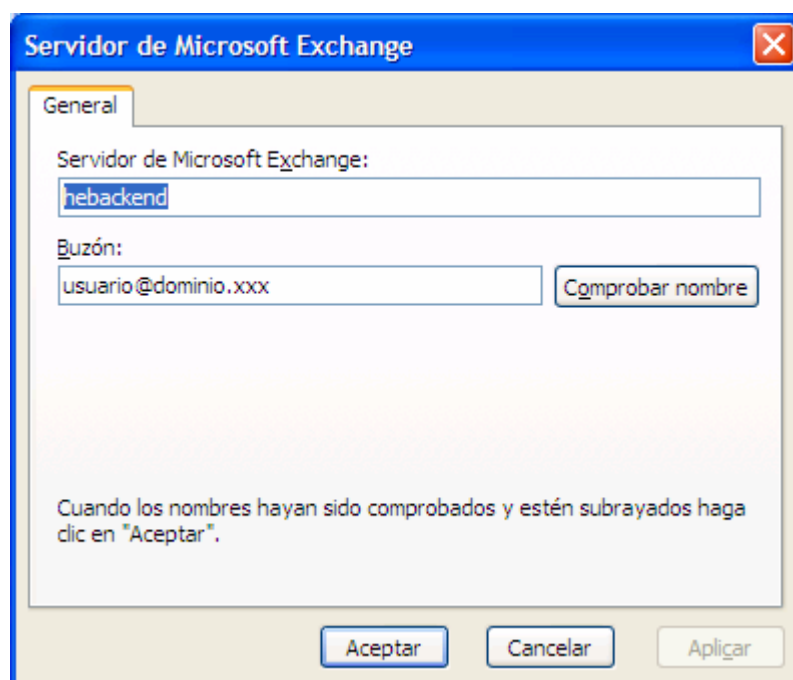 Servidor de Microsoft Exchange
General
Servidor de Microsoft Exchange:
hebackend
Buzón:
usuario@dominio.xxx
Comprobar nombre
Cuando los nombres hayan sido comprobados y estén subrayados haga
clic en "Aceptar".
Aceptar
Cancelar
Aplicar